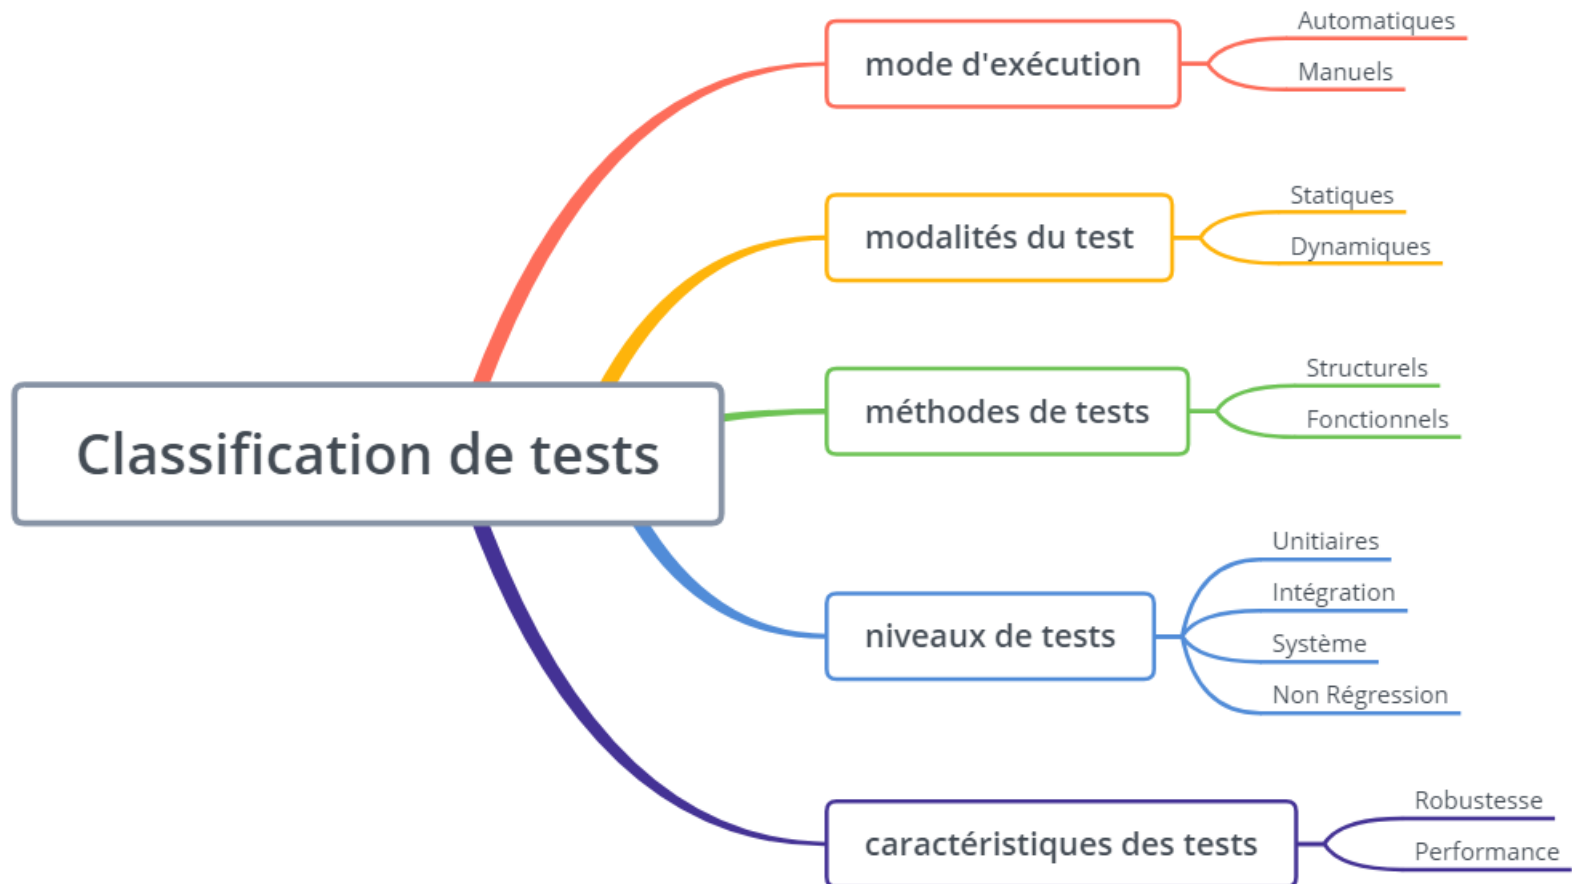 Classification de tests
mode d'exécution
Automatiques
Manuels
modalités du test
Statiques
Dynamiques
méthodes de tests
Structurels
Fonctionnels
niveaux de tests
Unitiaires
Intégration
Système
Non Régression
caractéristiques des tests
Robustesse
Performance